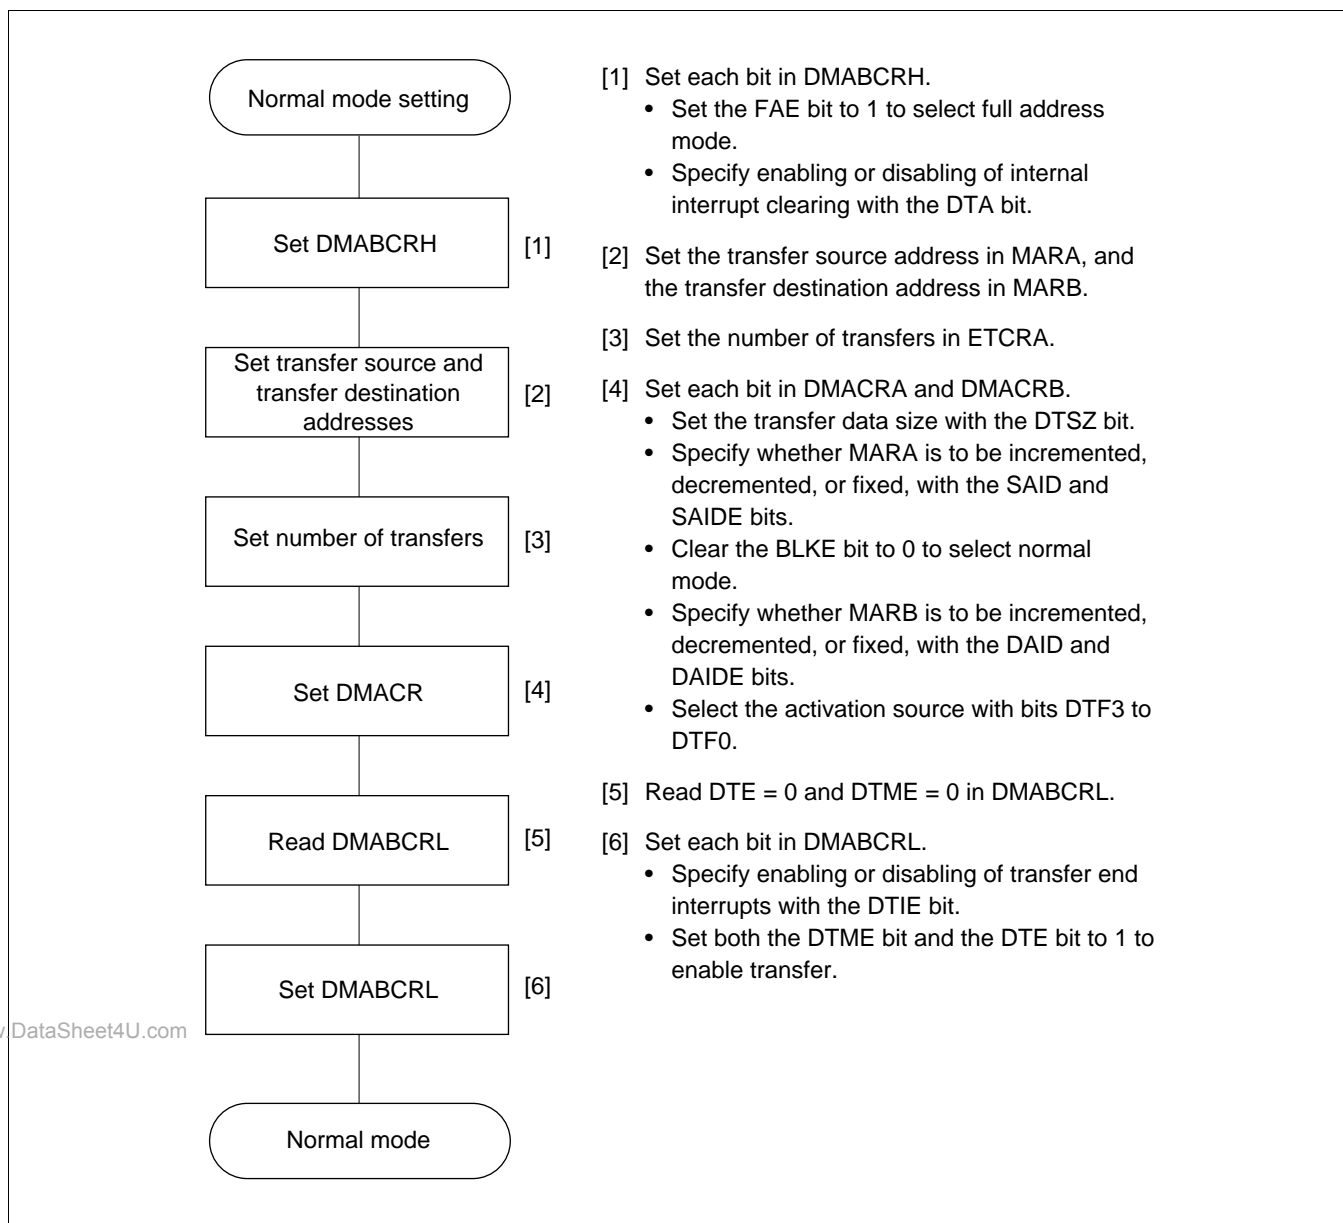 Normal mode setting
Set DMABCRH
[1]
Set transfer source and
transfer destination
addresses
[2]
Set number of transfers
[3]
Set DMACR
[4]
Read DMABCRL
[5]
Set DMABCRL
[6]
Normal mode
[1] Set each bit in DMABCRH.
• Set the FAE bit to 1 to select full address
mode.
• Specify enabling or disabling of internal
interrupt clearing with the DTA bit.
[2] Set the transfer source address in MARA, and
the transfer destination address in MARB.
[3] Set the number of transfers in ETCRA.
[4] Set each bit in DMACRA and DMACRB.
• Set the transfer data size with the DTSZ bit.
• Specify whether MARA is to be incremented,
decremented, or fixed, with the SAID and
SAIDE bits.
• Clear the BLKE bit to 0 to select normal
mode.
• Specify whether MARB is to be incremented,
decremented, or fixed, with the DAID and
DAIDE bits.
• Select the activation source with bits DTF3 to
DTF0.
[5] Read DTE = 0 and DTME = 0 in DMABCRL.
[6] Set each bit in DMABCRL.
• Specify enabling or disabling of transfer end
interrupts with the DTIE bit.
• Set both the DTME bit and the DTE bit to 1 to
enable transfer.
.DataSheet4U.com